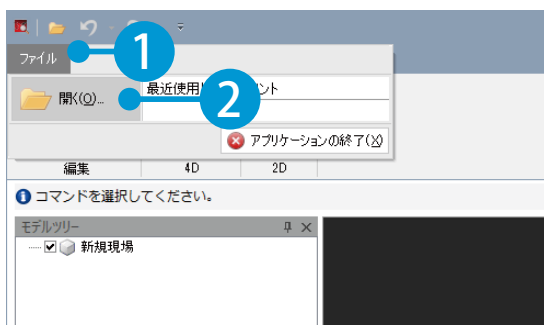 ファイル
1
開く(O)...
最近使用
ント
2
アプリケーションの終了(X)
編集 4D 2D
コマンドを選択してください。
モデルツリー
新規現場